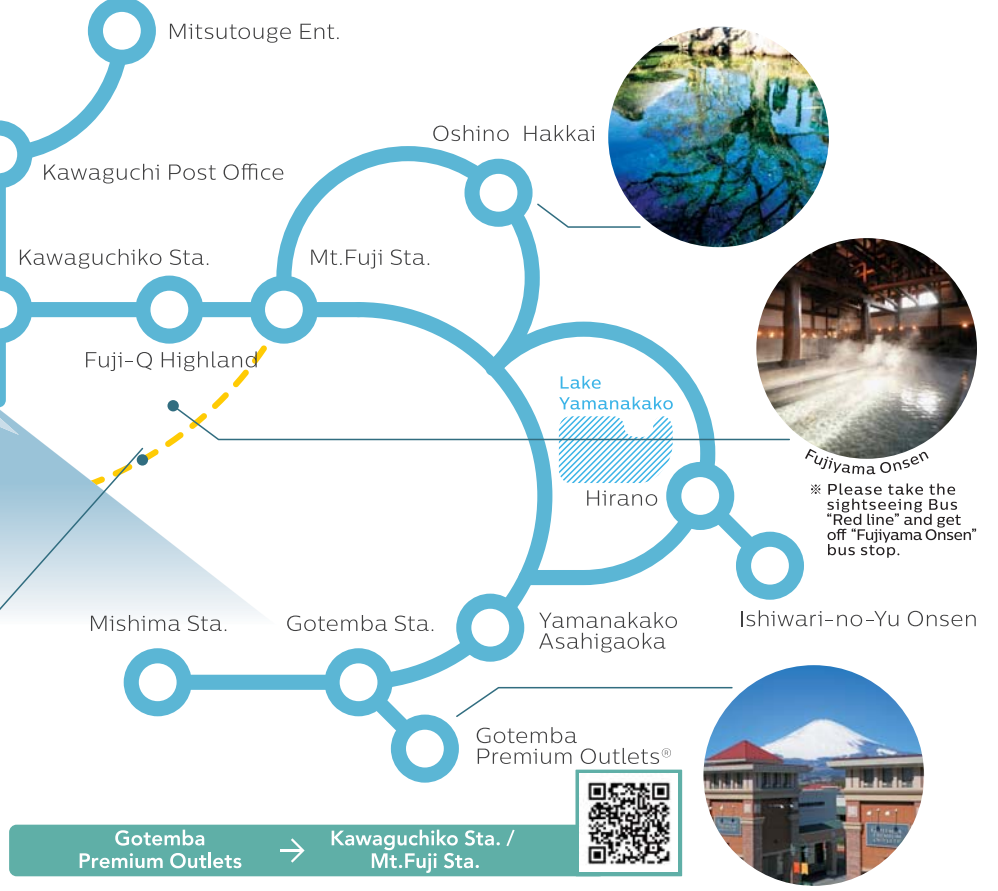 Mitsutouge Ent.
Oshino Hakkai
Kawaguchi Post Office
Kawaguchiko Sta.
Mt.Fuji Sta.
Fuji-Q Highland
Lake
Yamanakako
Fujiyama Onsen
※ Please take the
sightseeing Bus
“Red line” and get
off “Fujiyama Onsen”
bus stop.
Hirano
Ishiwari-no-Yu Onsen
Mishima Sta.
Gotemba Sta.
Yamanakako
Asahigaoka
Gotemba
Premium Outlets®
Gotemba
Premium Outlets
→
Kawaguchiko Sta. /
Mt.Fuji Sta.